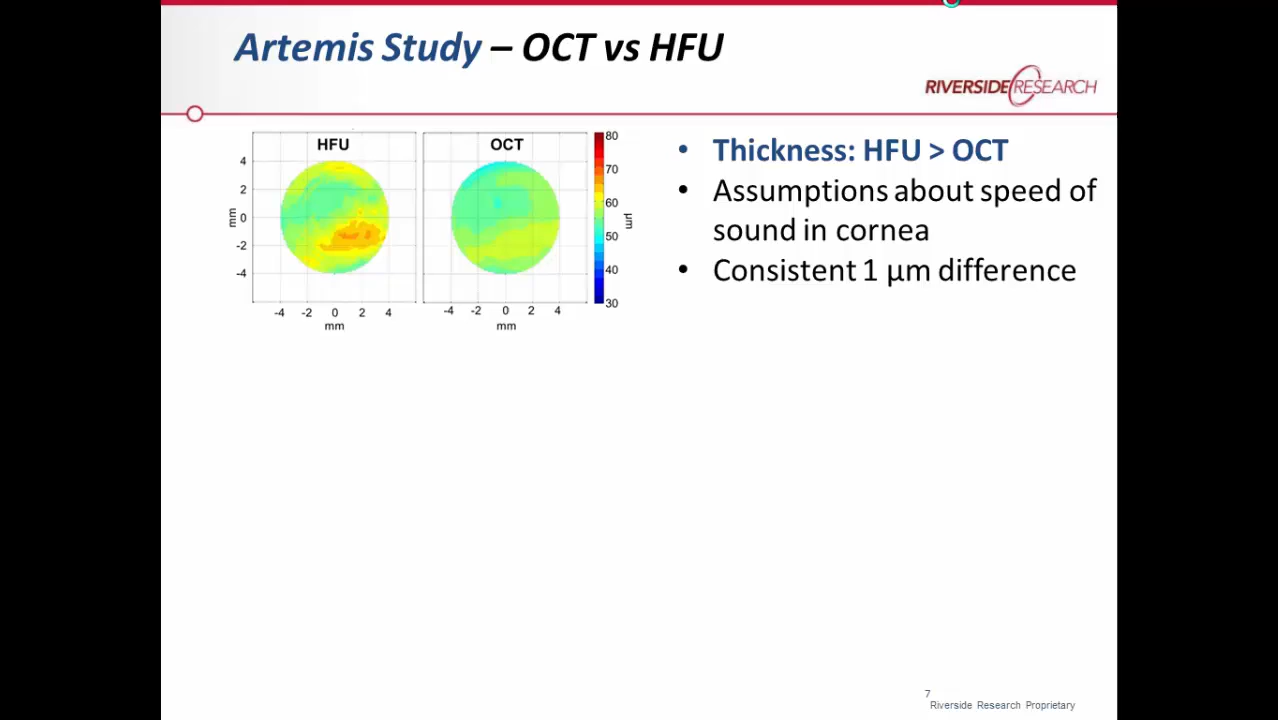 Artemis Study – OCT vs HFU
RIVERSIDE RESEARCH
HFU
OCT
80
70
60
50
40
30
µm
4
2
0
-2
-4
mm
-4 -2 0 2 4
mm
-4 -2 0 2 4
mm
• Thickness: HFU > OCT
• Assumptions about speed of
sound in cornea
• Consistent 1 µm difference
7
Riverside Research Proprietary